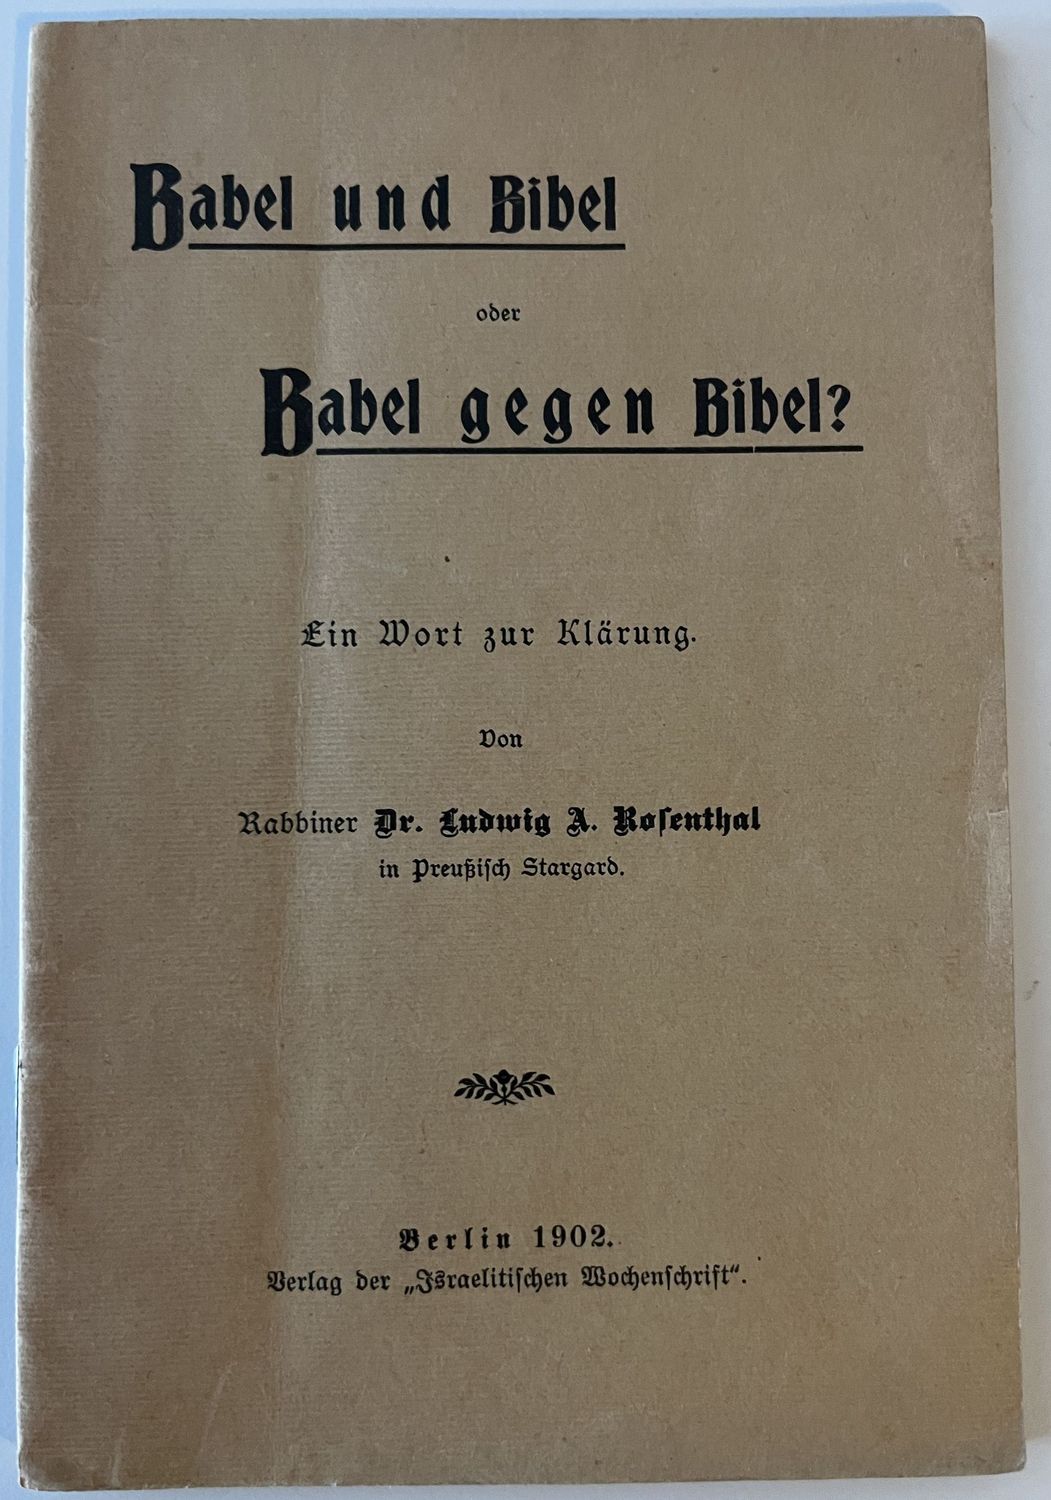 Babel und Bibel
oder
Babel gegen Bibel?
Ein Wort zur Klärung.
Von
Rabbiner Dr. Ludwig A. Roſenthal
in Preußiſch Stargard.
Berlin 1902.
Verlag der „Israelitiſchen Wochenſchrift“.